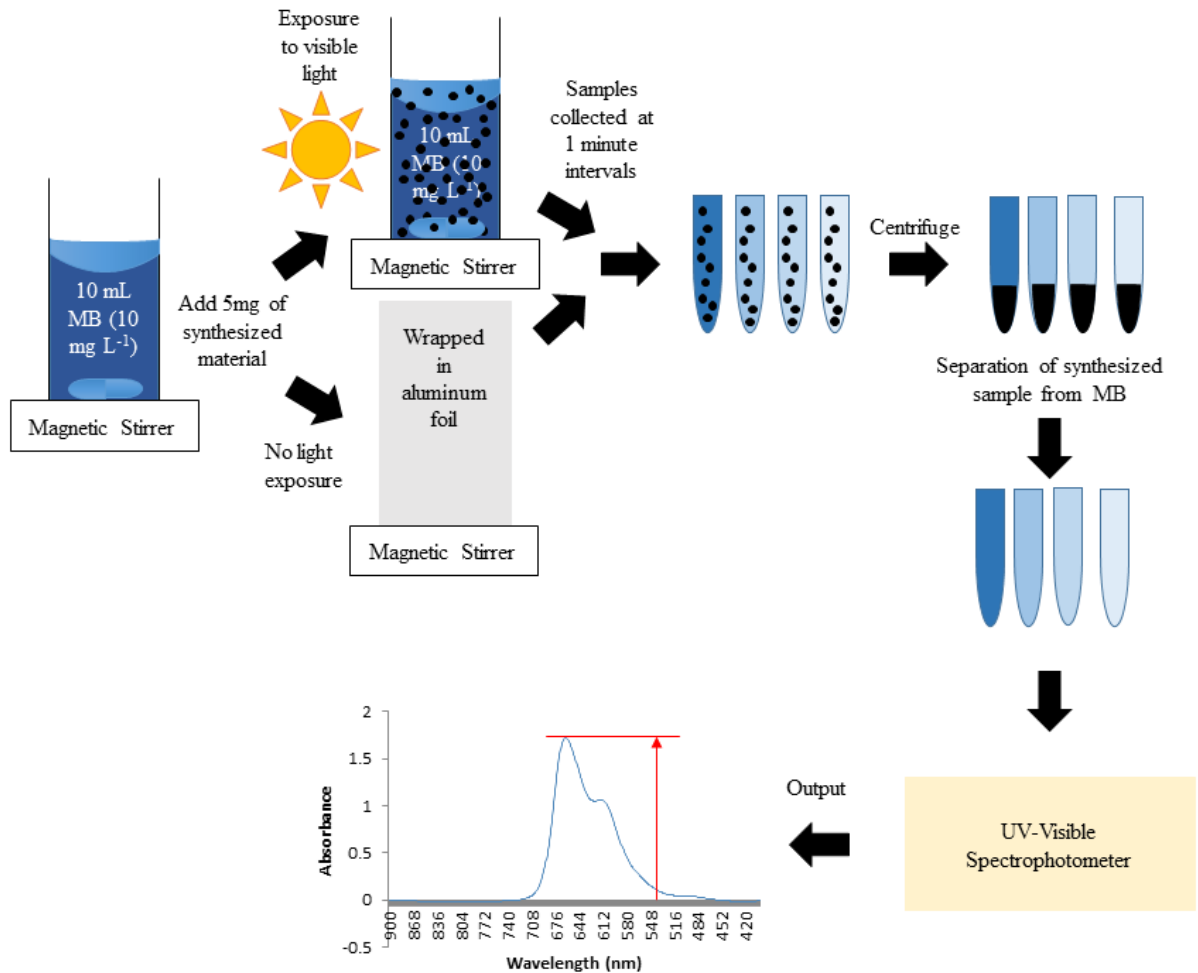 Exposure
to visible
light
10 mL
MB (10
mg L⁻¹)
Magnetic Stirrer
Samples
collected at
1 minute
intervals
10 mL
MB (10
mg L⁻¹)
Magnetic Stirrer
Add 5mg of
synthesized
material
No light
exposure
Wrapped
in
aluminum
foil
Magnetic Stirrer
Centrifuge
Separation of synthesized
sample from MB
UV-Visible
Spectrophotometer
Output
Absorbance
2
1.5
1
0.5
0
-0.5
900 868 836 804 772 740 708 676 644 612 580 548 516 484 452 420
Wavelength (nm)